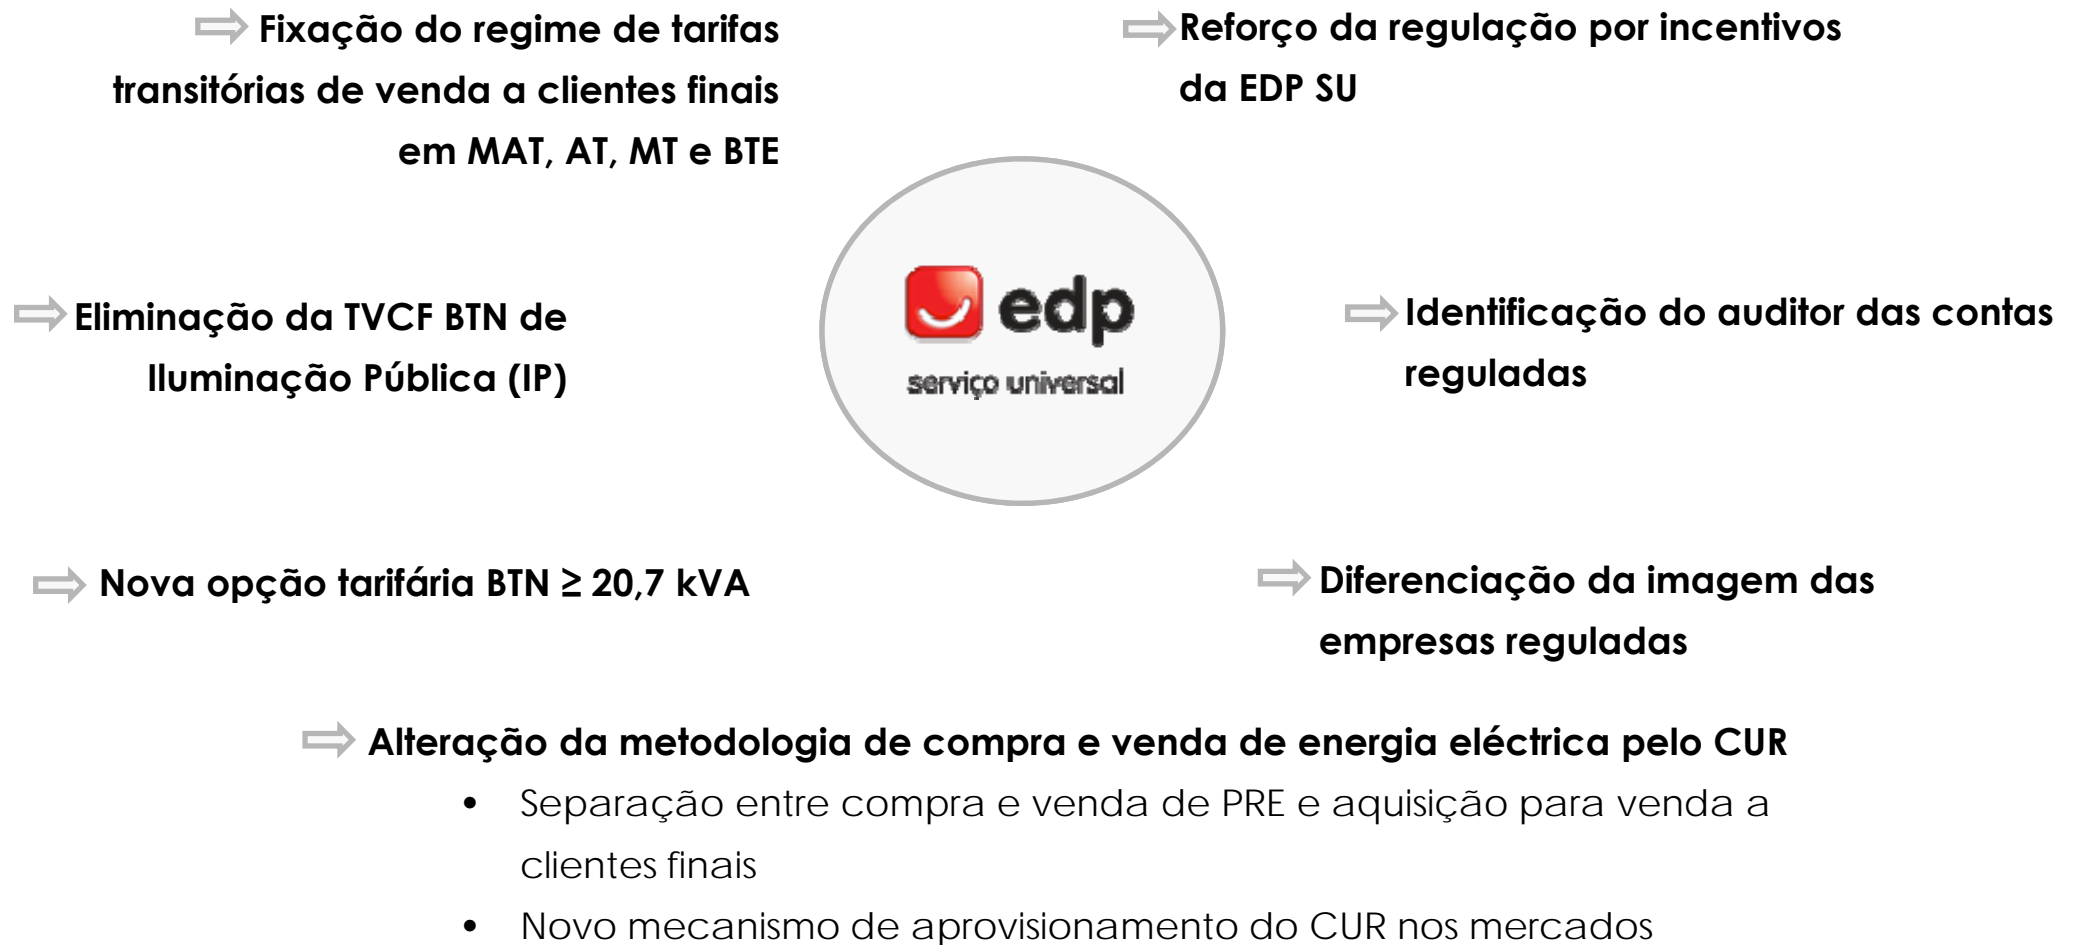 Fixação do regime de tarifas
transitórias de venda a clientes finais
em MAT, AT, MT e BTE
Reforço da regulação por incentivos
da EDP SU
edp
serviço universal
Eliminação da TVCF BTN de
Iluminação Pública (IP)
Identificação do auditor das contas
reguladas
Nova opção tarifária BTN ≥ 20,7 kVA
Diferenciação da imagem das
empresas reguladas
Alteração da metodologia de compra e venda de energia eléctrica pelo CUR
• Separação entre compra e venda de PRE e aquisição para venda a
clientes finais
• Novo mecanismo de aprovisionamento do CUR nos mercados